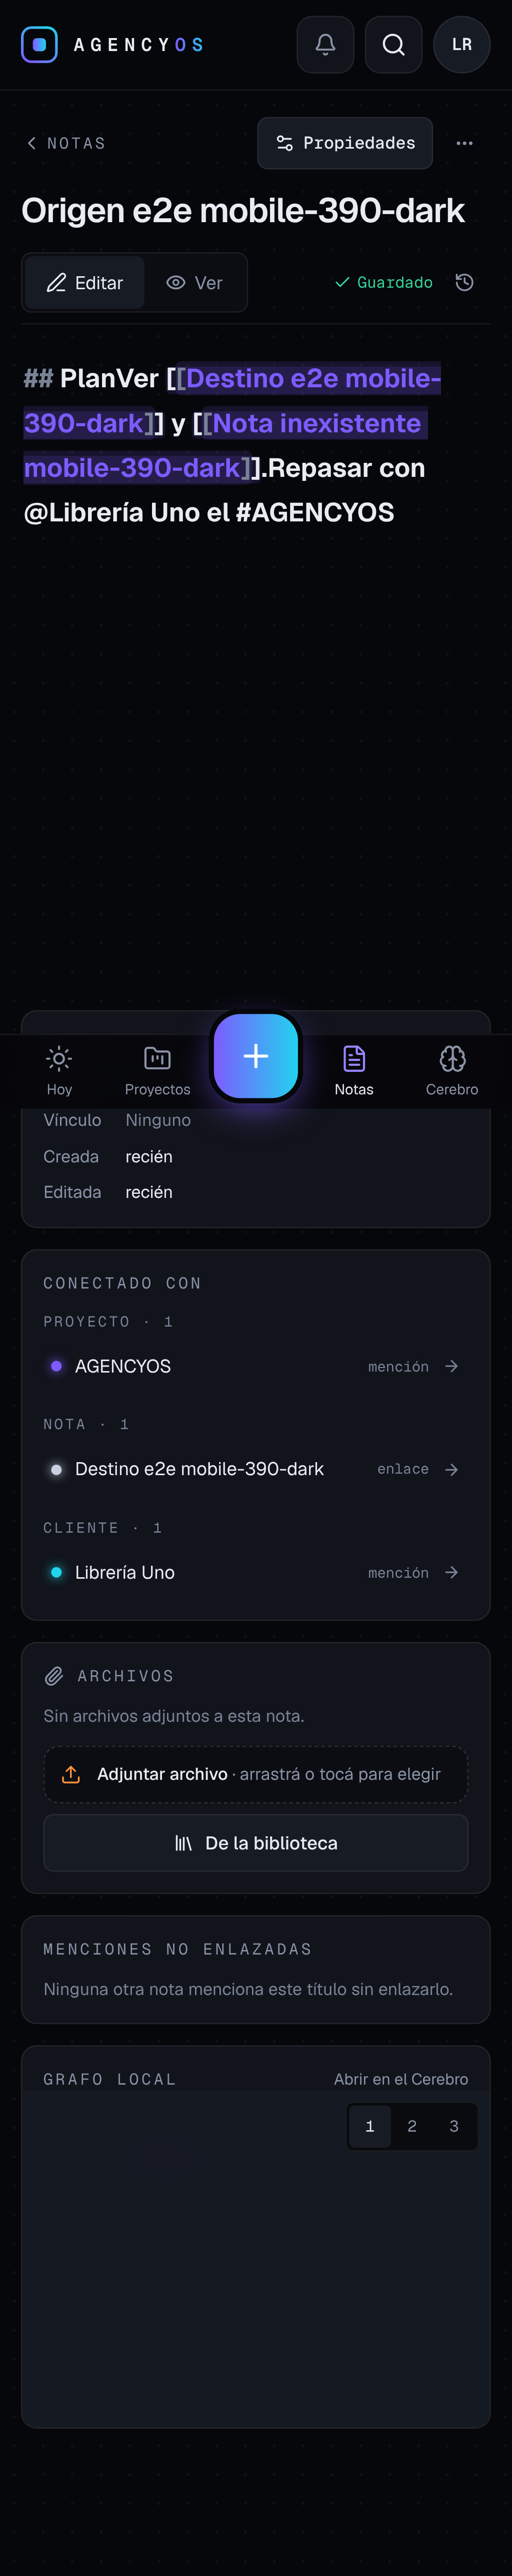 AGENCYOS
LR
NOTAS
Propiedades
Origen e2e mobile-390-dark
Editar
Ver
Guardado
## PlanVer [[Destino e2e mobile-
390-dark]] y [[Nota inexistente
mobile-390-dark]].Repasar con
@Librería Uno el #AGENCYOS
Hoy
Proyectos
Notas
Cerebro
Vínculo Ninguno
Creada recién
Editada recién
CONECTADO CON
PROYECTO · 1
AGENCYOS mención
NOTA · 1
Destino e2e mobile-390-dark enlace
CLIENTE · 1
Librería Uno mención
ARCHIVOS
Sin archivos adjuntos a esta nota.
Adjuntar archivo · arrastrá o tocá para elegir
De la biblioteca
MENCIONES NO ENLAZADAS
Ninguna otra nota menciona este título sin enlazarlo.
GRAFO LOCAL Abrir en el Cerebro
1 2 3